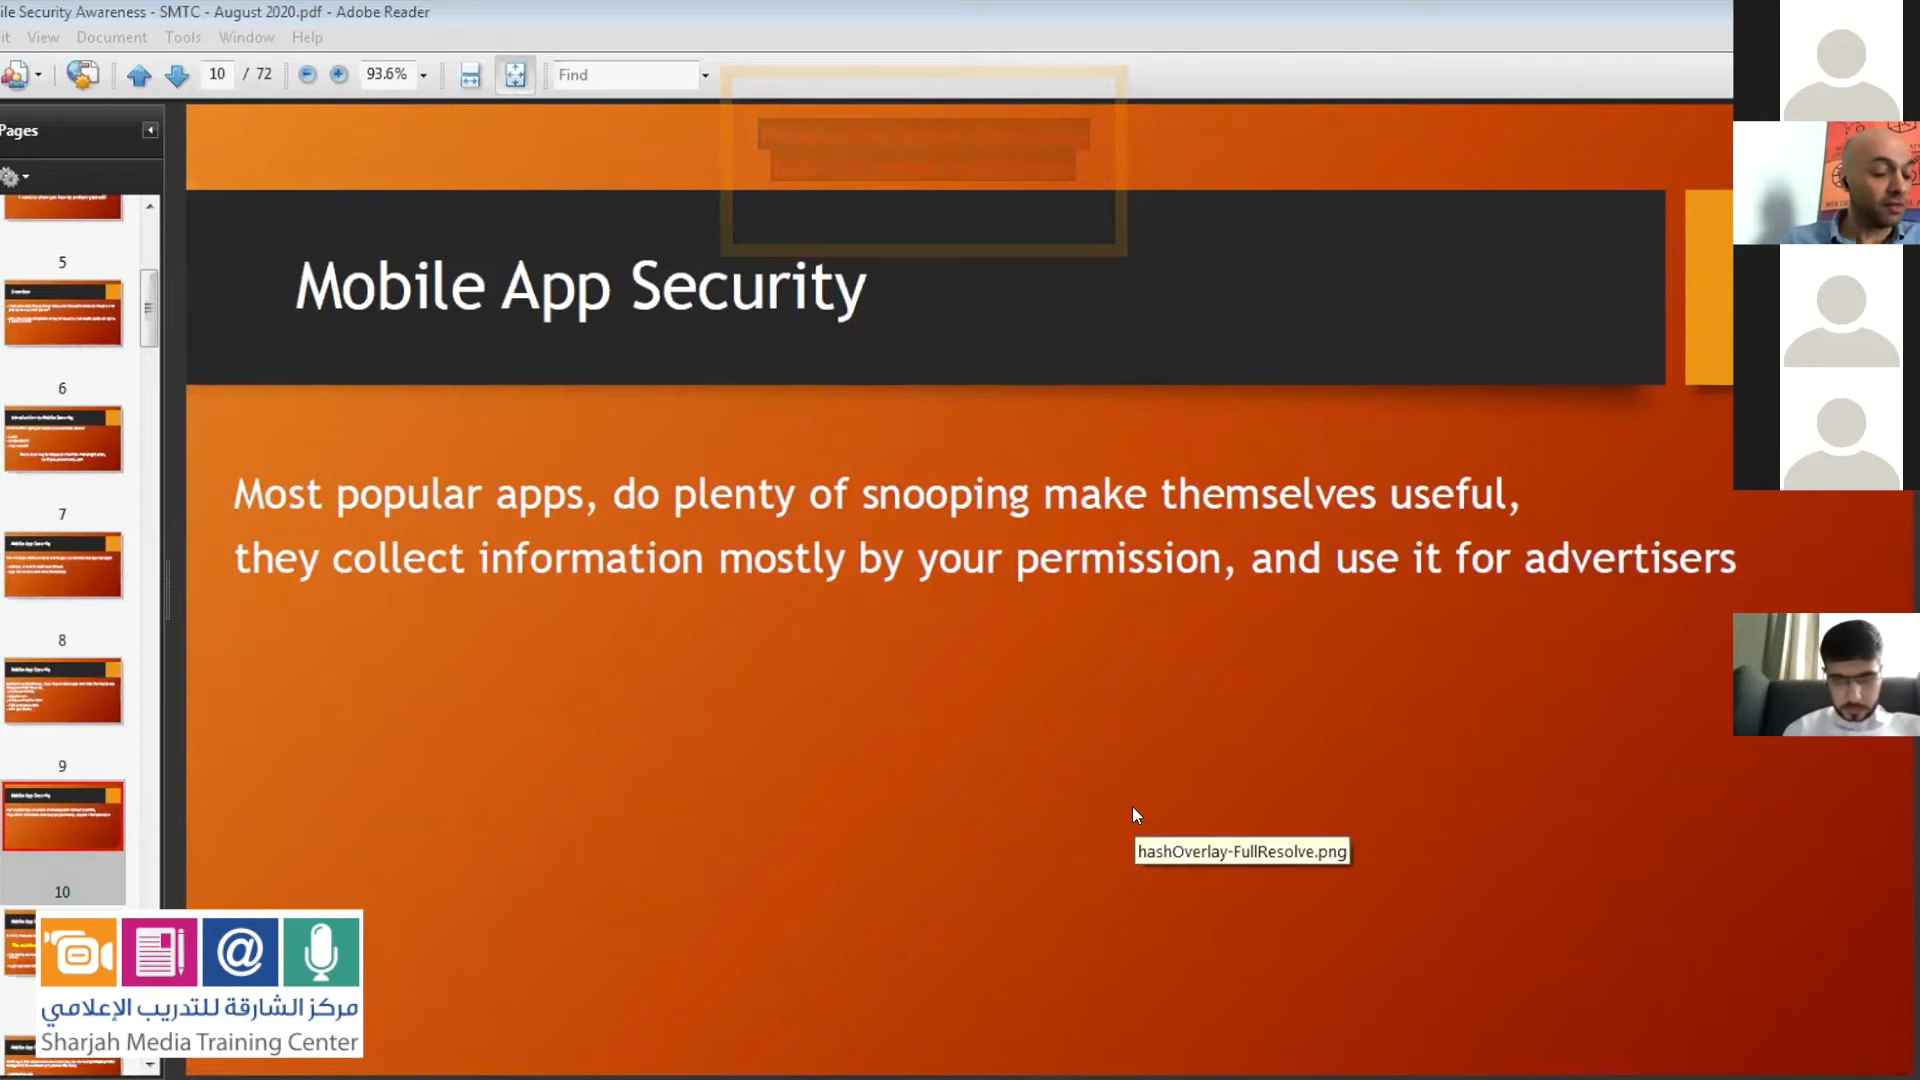 ile Security Awareness - SMTC - August 2020.pdf - Adobe Reader
it View Document Tools Window Help
10 / 72 93.6% Find
Pages
5
6
7
8
9
10
Mobile App Security
Most popular apps, do plenty of snooping make themselves useful,
they collect information mostly by your permission, and use it for advertisers
hashOverlay-FullResolve.png
مركز الشارقة للتدريب الإعلامي
Sharjah Media Training Center